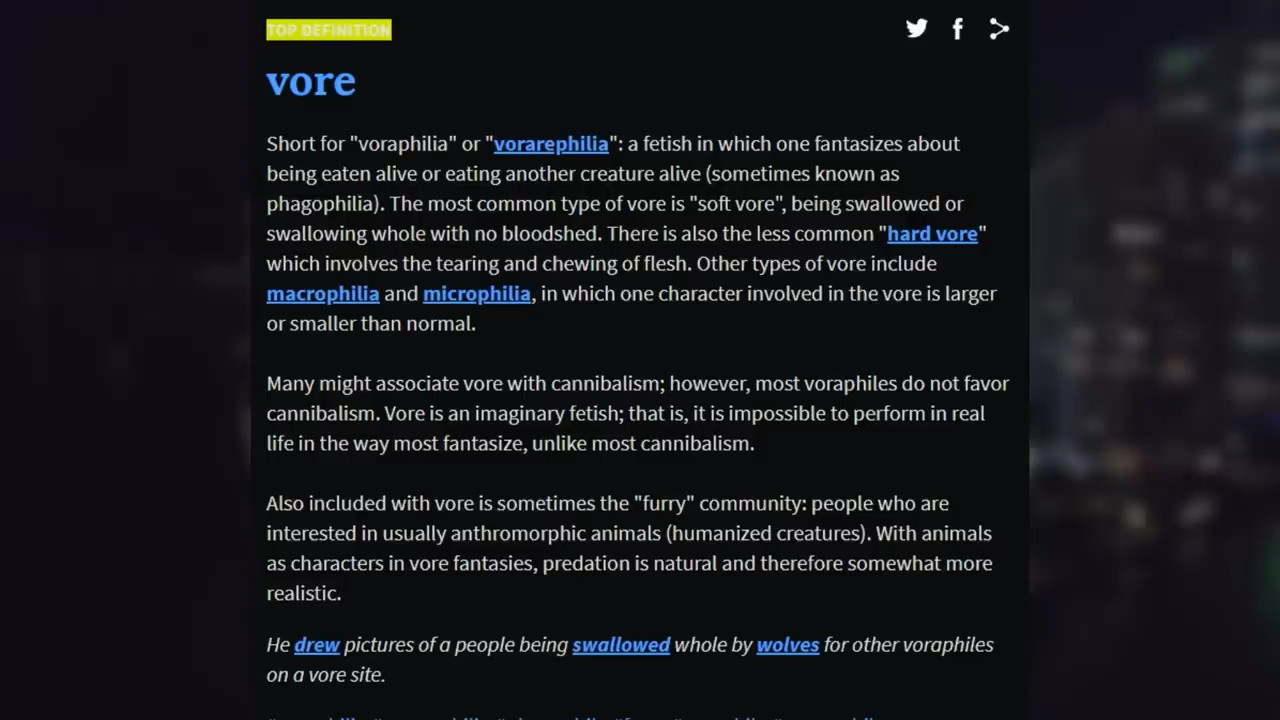 TOP DEFINITION
vore
Short for "voraphilia" or "vorarephilia": a fetish in which one fantasizes about
being eaten alive or eating another creature alive (sometimes known as
phagophilia). The most common type of vore is "soft vore", being swallowed or
swallowing whole with no bloodshed. There is also the less common "hard vore"
which involves the tearing and chewing of flesh. Other types of vore include
macrophilia and microphilia, in which one character involved in the vore is larger
or smaller than normal.
Many might associate vore with cannibalism; however, most voraphiles do not favor
cannibalism. Vore is an imaginary fetish; that is, it is impossible to perform in real
life in the way most fantasize, unlike most cannibalism.
Also included with vore is sometimes the "furry" community: people who are
interested in usually anthromorphic animals (humanized creatures). With animals
as characters in vore fantasies, predation is natural and therefore somewhat more
realistic.
He drew pictures of a people being swallowed whole by wolves for other voraphiles
on a vore site.